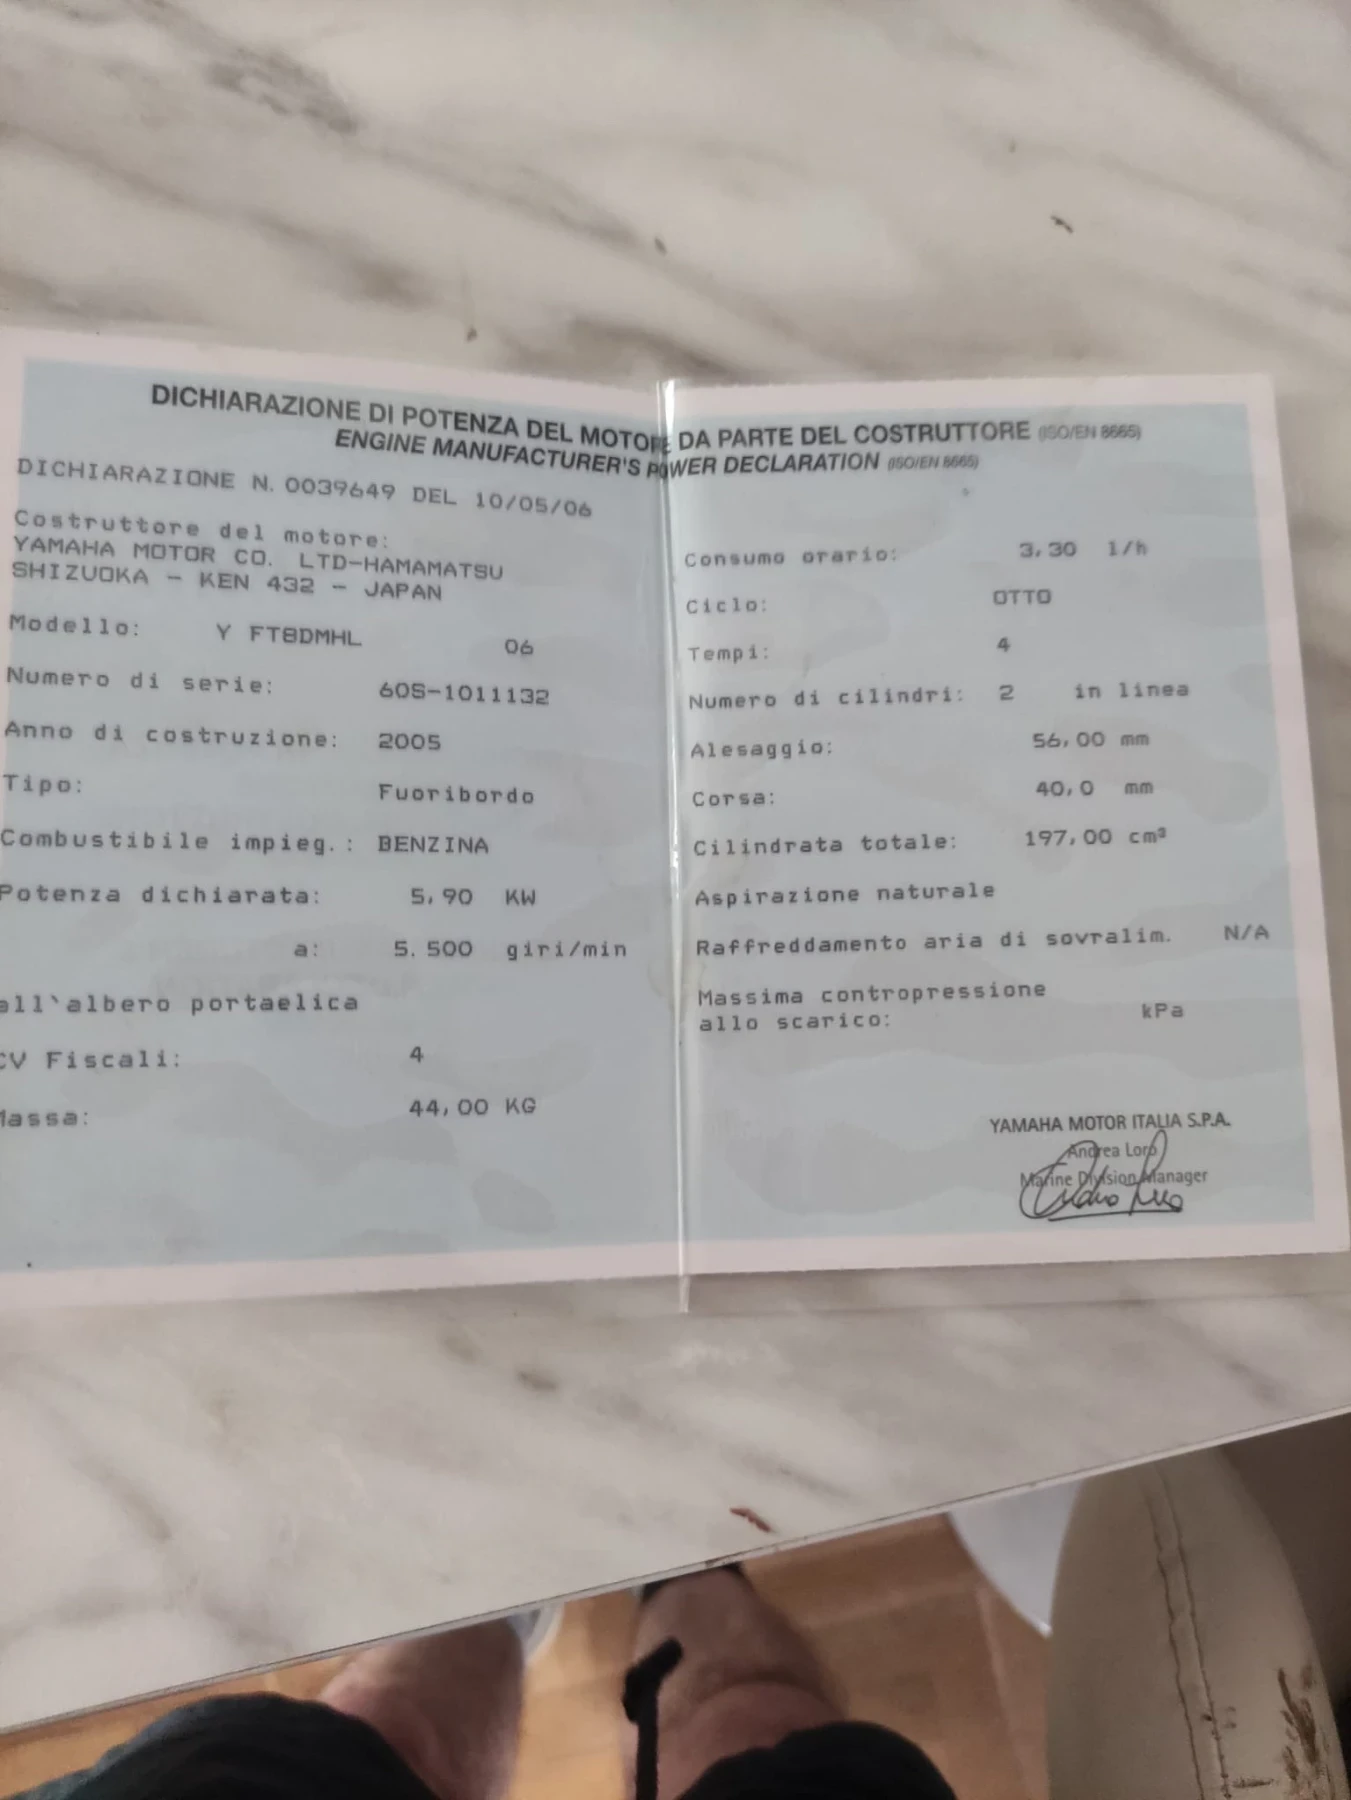 DICHIARAZIONE DI POTENZA DEL MOTORE DA PARTE DEL COSTRUTTORE (ISO/EN 8665)
ENGINE MANUFACTURER'S POWER DECLARATION (ISO/EN 8665)
DICHIARAZIONE N. 0039649 DEL 10/05/06
Costruttore del motore:
YAMAHA MOTOR CO. LTD-HAMAMATSU
SHIZUOKA - KEN 432 - JAPAN
Modello: Y FT8DMHL 06
Numero di serie: 60S-1011132
Anno di costruzione: 2005
Tipo: Fuoribordo
Combustibile impieg.: BENZINA
Potenza dichiarata: 5,90 KW
a: 5.500 giri/min
all'albero portaelica
CV Fiscali: 4
Massa: 44,00 KG
Consumo orario: 3,30 l/h
Ciclo: OTTO
Tempi: 4
Numero di cilindri: 2 in linea
Alesaggio: 56,00 mm
Corsa: 40,0 mm
Cilindrata totale: 197,00 cm³
Aspirazione naturale
Raffreddamento aria di sovralim. N/A
Massima contropressione
allo scarico: kPa
YAMAHA MOTOR ITALIA S.P.A.
Andrea Loro
Marine Division Manager